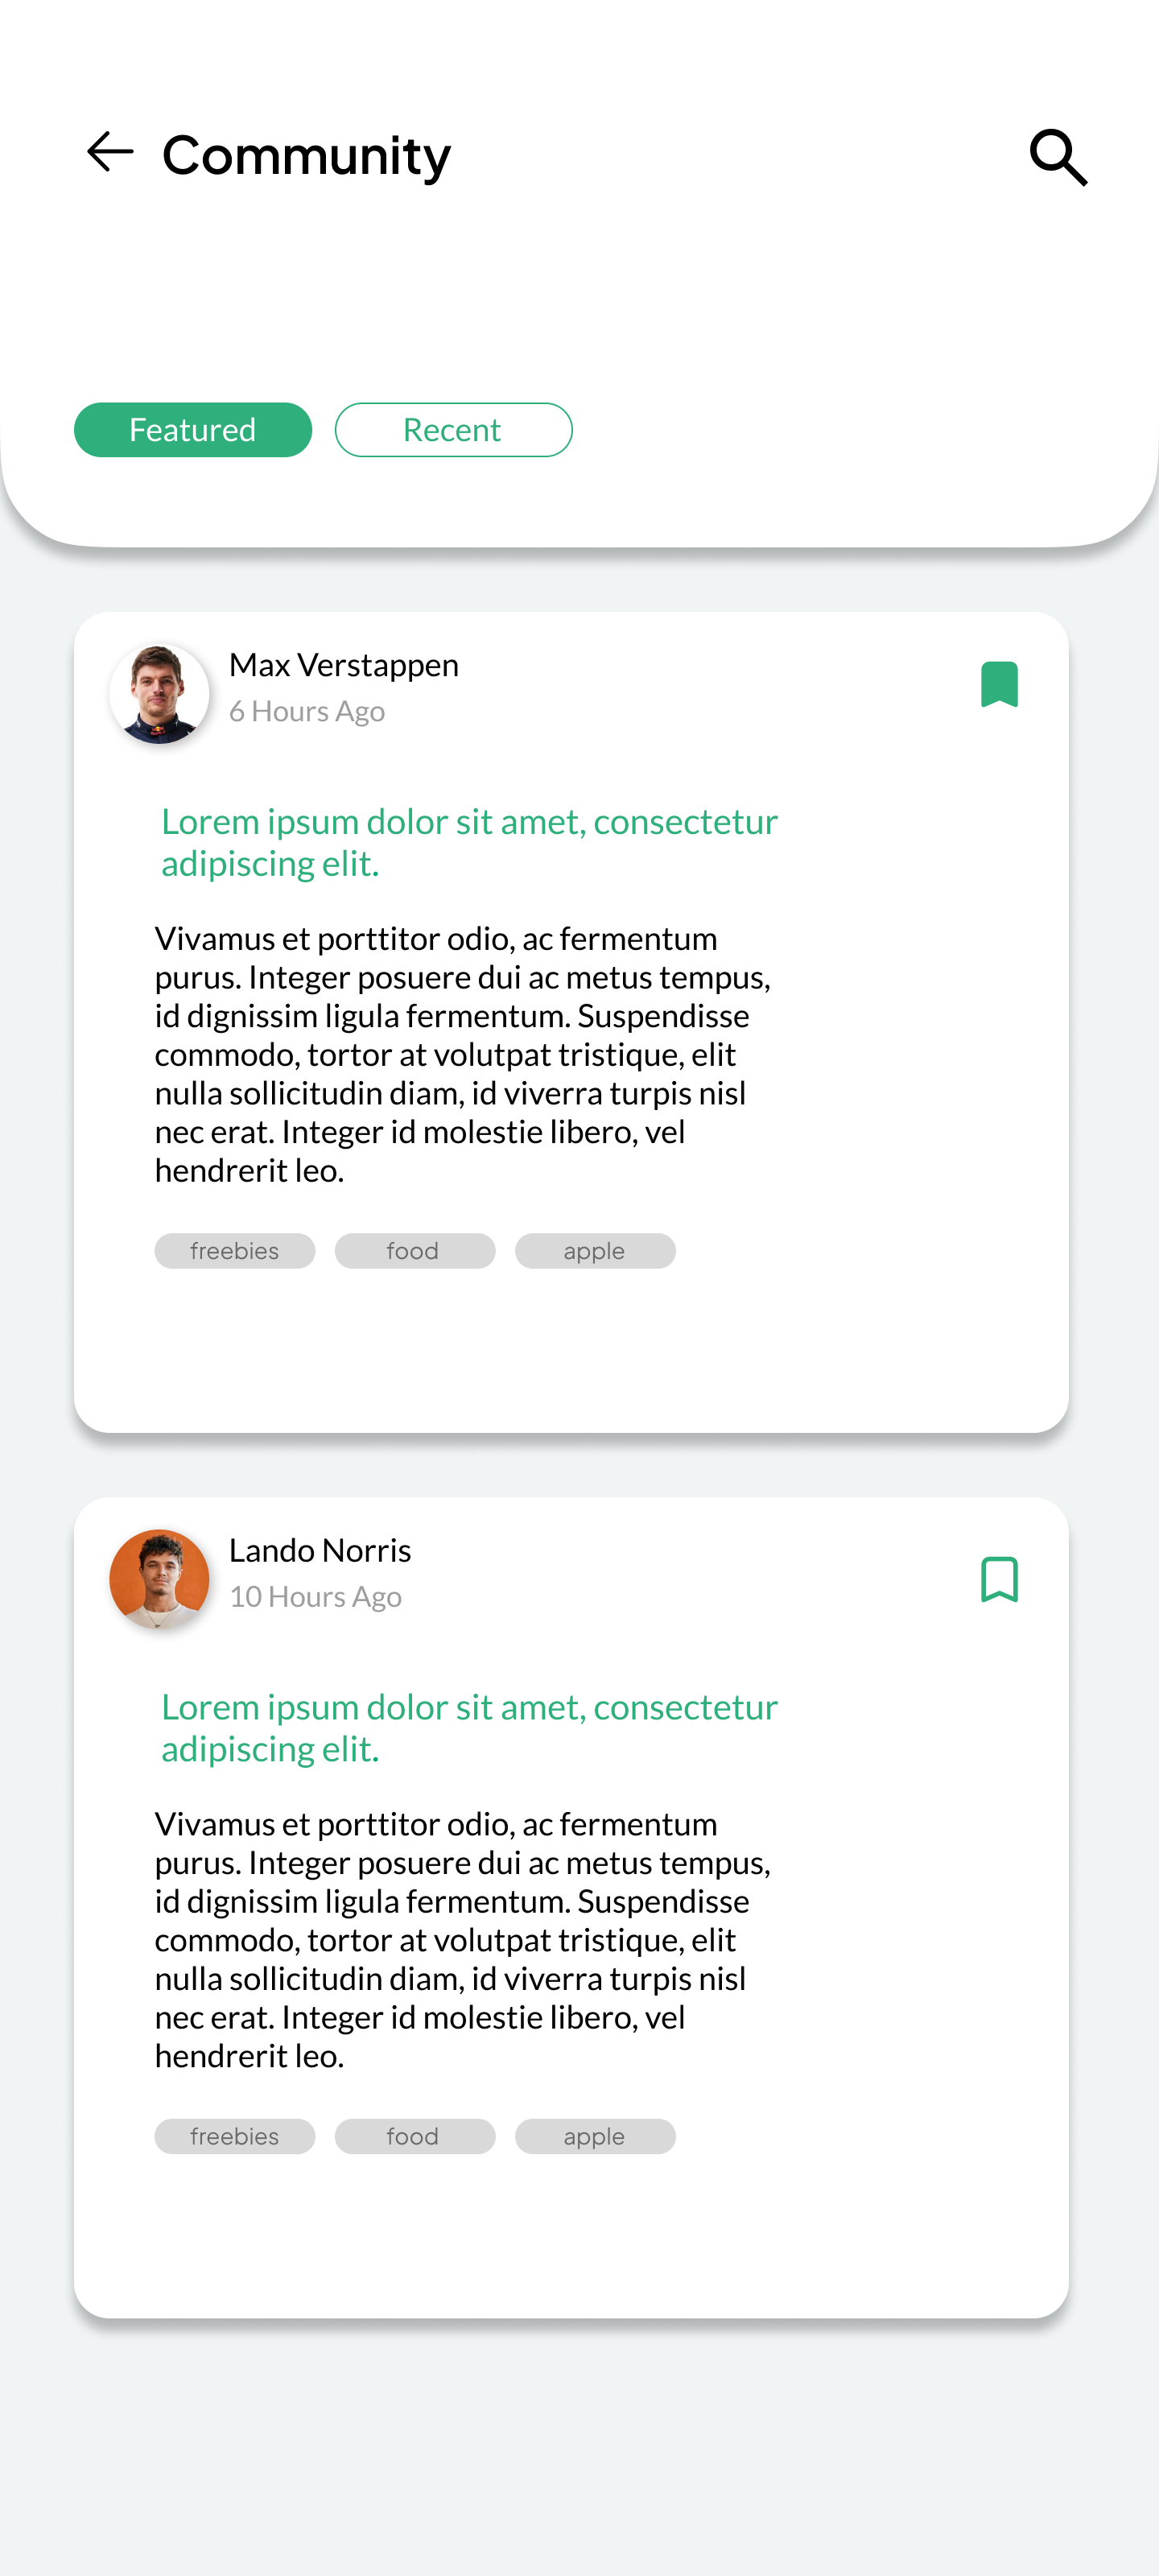 Community
Featured
Recent
Max Verstappen
6 Hours Ago
Lorem ipsum dolor sit amet, consectetur
adipiscing elit.
Vivamus et porttitor odio, ac fermentum
purus. Integer posuere dui ac metus tempus,
id dignissim ligula fermentum. Suspendisse
commodo, tortor at volutpat tristique, elit
nulla sollicitudin diam, id viverra turpis nisl
nec erat. Integer id molestie libero, vel
hendrerit leo.
freebies
food
apple
Lando Norris
10 Hours Ago
Lorem ipsum dolor sit amet, consectetur
adipiscing elit.
Vivamus et porttitor odio, ac fermentum
purus. Integer posuere dui ac metus tempus,
id dignissim ligula fermentum. Suspendisse
commodo, tortor at volutpat tristique, elit
nulla sollicitudin diam, id viverra turpis nisl
nec erat. Integer id molestie libero, vel
hendrerit leo.
freebies
food
apple